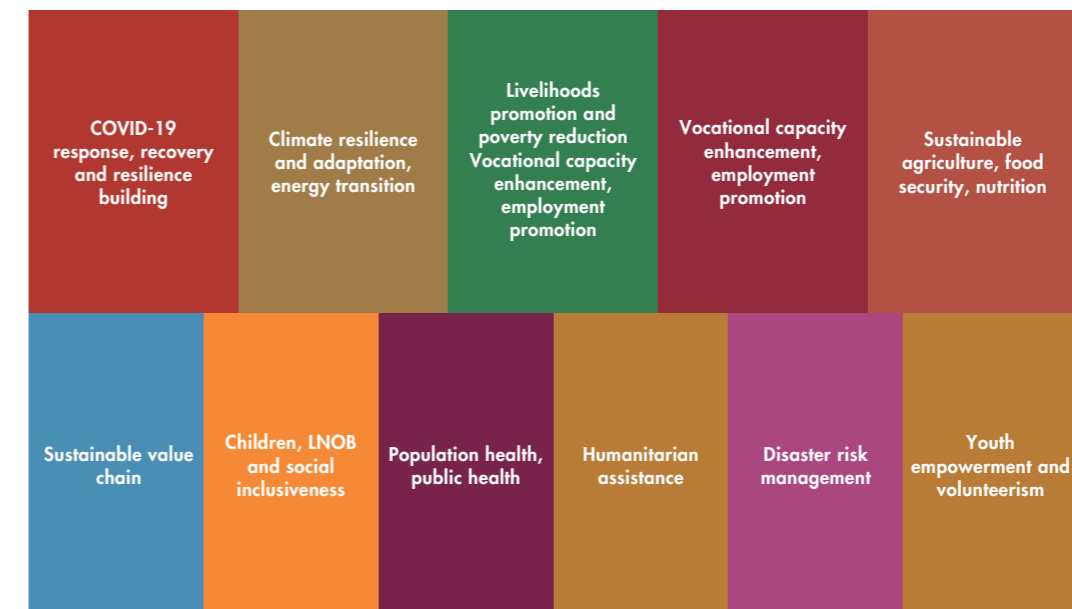 COVID-19
response, recovery
and resilience
building
Climate resilience
and adaptation,
energy transition
Livelihoods
promotion and
poverty reduction
Vocational capacity
enhancement,
employment
promotion
Vocational capacity
enhancement,
employment
promotion
Sustainable
agriculture, food
security, nutrition
Sustainable value
chain
Children, LNOB
and social
inclusiveness
Population health,
public health
Humanitarian
assistance
Disaster risk
management
Youth
empowerment and
volunteerism